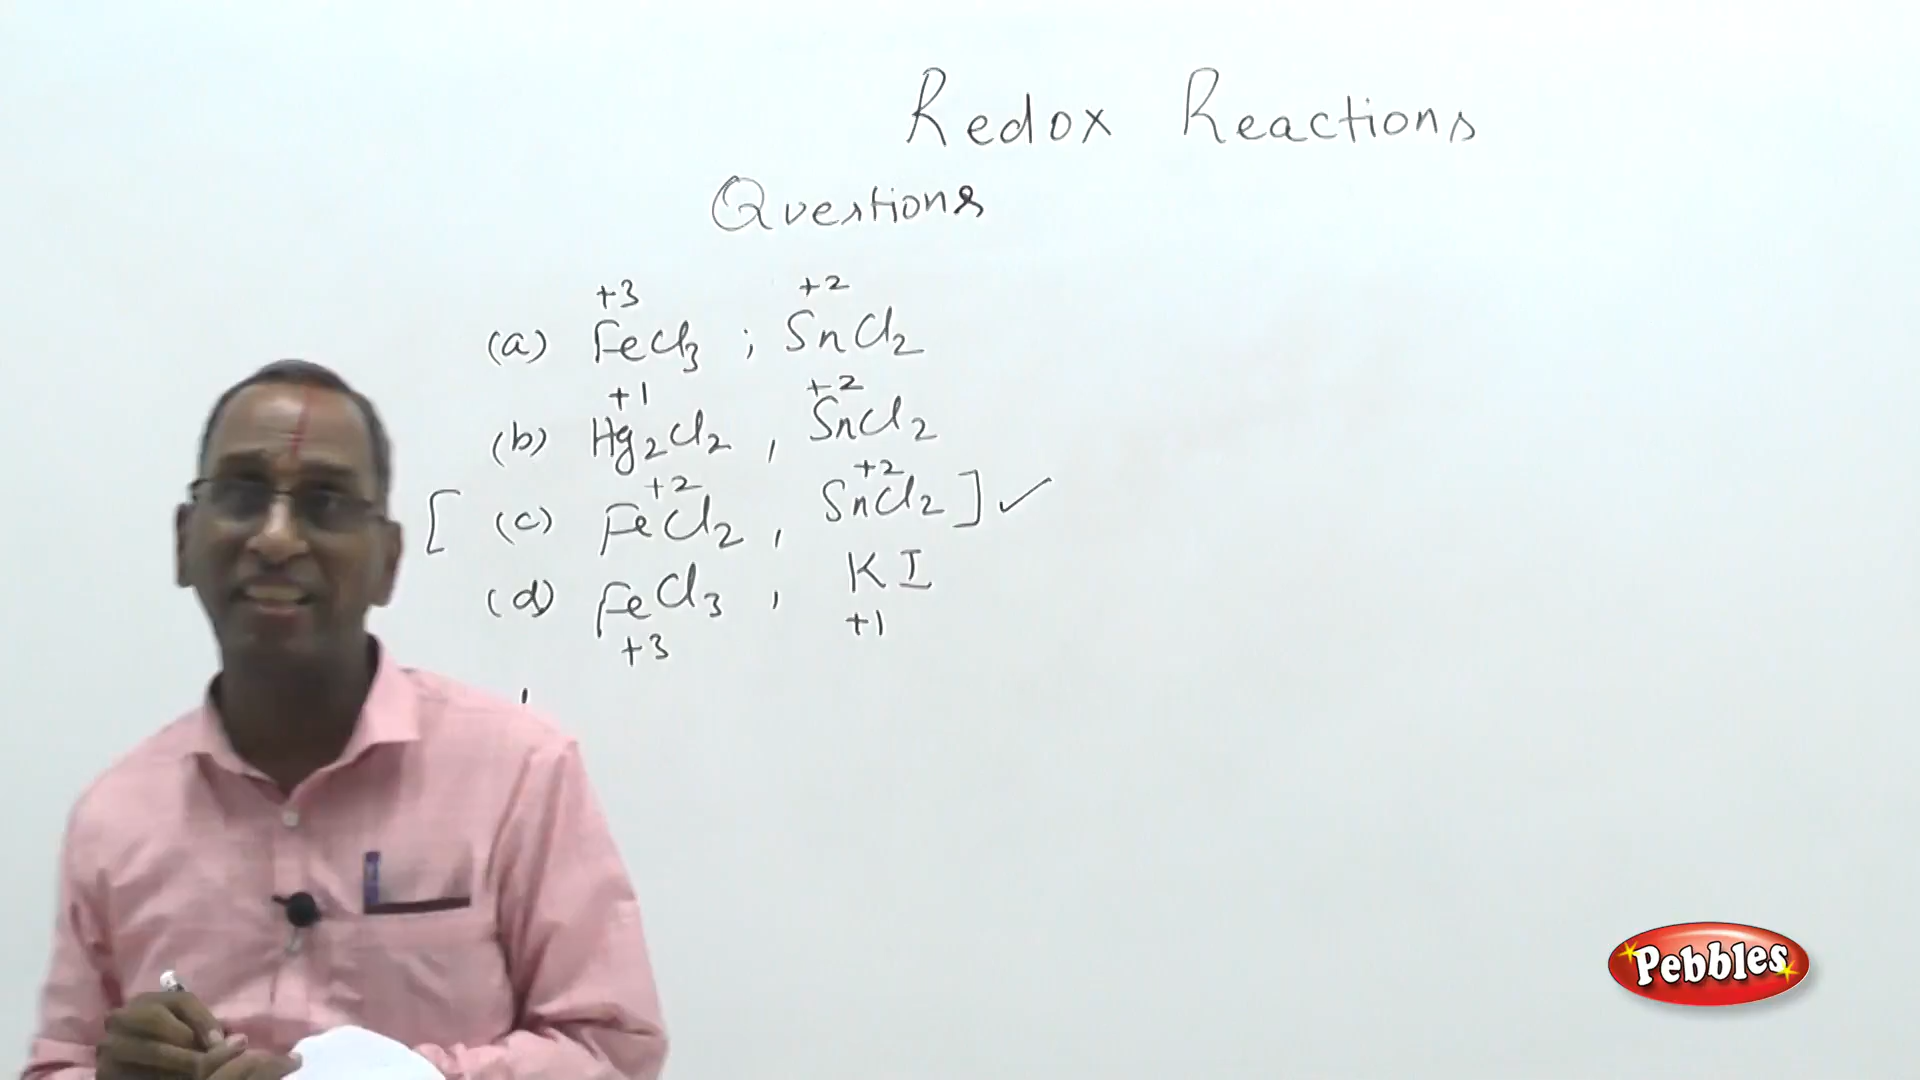 Redox Reactions
Questions
+3 +2
(a) FeCl3 ; SnCl2
+1 +2
(b) Hg2Cl2 , SnCl2
+2 +2
[ (c) FeCl2 , SnCl2 ] ✓
(d) FeCl3 , KI
+3 +1
Pebbles